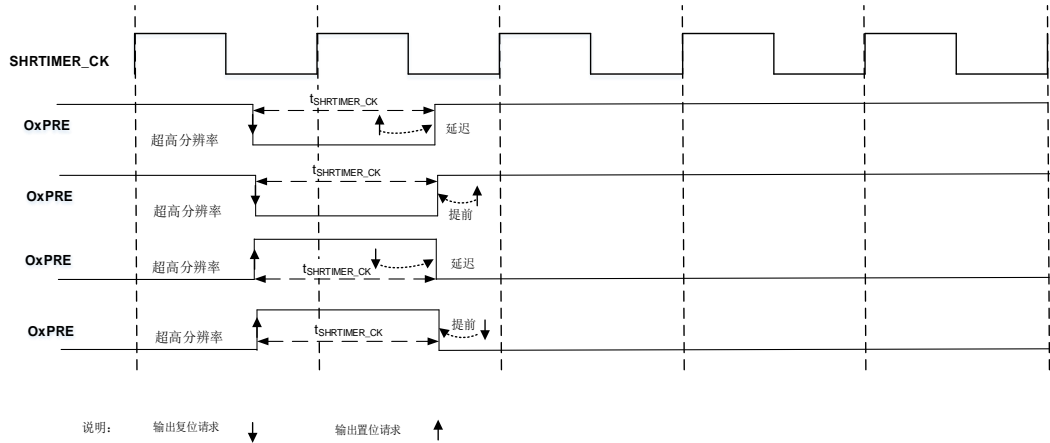 SHRTIMER_CK
tSHRTIMER_CK
OxPRE
超高分辨率
延迟
tSHRTIMER_CK
OxPRE
超高分辨率
提前
OxPRE
超高分辨率
tSHRTIMER_CK
延迟
OxPRE
超高分辨率
tSHRTIMER_CK
提前
说明: 输出复位请求 输出置位请求